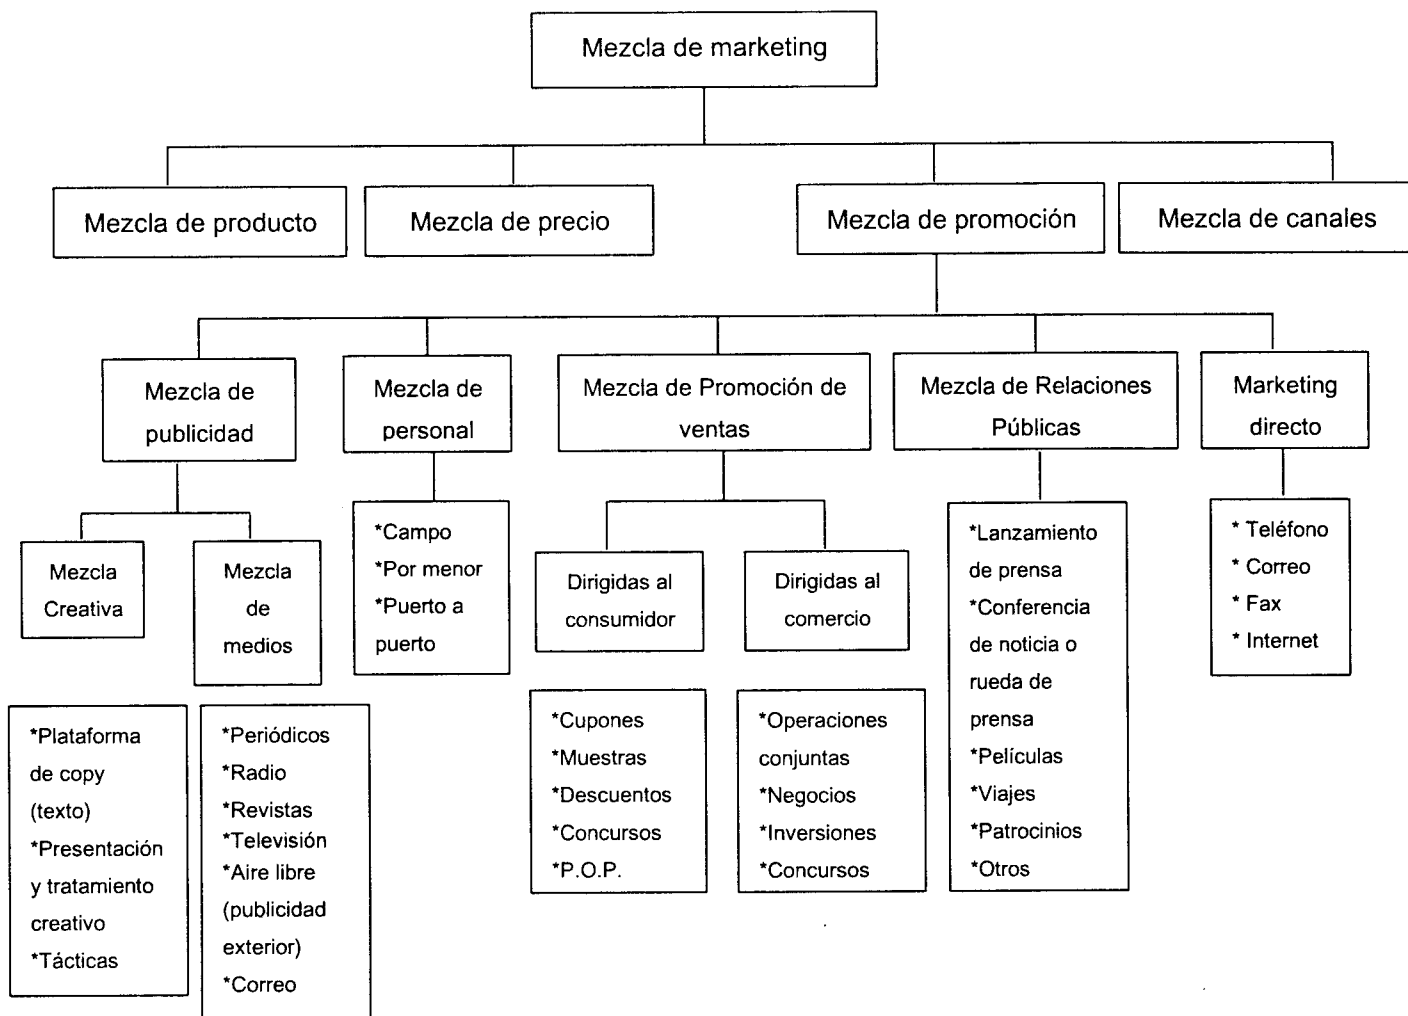 Mezcla de marketing
Mezcla de producto
Mezcla de precio
Mezcla de promoción
Mezcla de canales
Mezcla de
publicidad
Mezcla de
personal
Mezcla de Promoción de
ventas
Mezcla de Relaciones
Públicas
Marketing
directo
Mezcla
Creativa
Mezcla
de
medios
*Campo
*Por menor
*Puerto a
puerto
Dirigidas al
consumidor
Dirigidas al
comercio
*Lanzamiento
de prensa
*Conferencia
de noticia o
rueda de
prensa
*Películas
*Viajes
*Patrocinios
*Otros
* Teléfono
* Correo
* Fax
* Internet
*Plataforma
de copy
(texto)
*Presentación
y tratamiento
creativo
*Tácticas
*Periódicos
*Radio
*Revistas
*Televisión
*Aire libre
(publicidad
exterior)
*Correo
*Cupones
*Muestras
*Descuentos
*Concursos
*P.O.P.
*Operaciones
conjuntas
*Negocios
*Inversiones
*Concursos